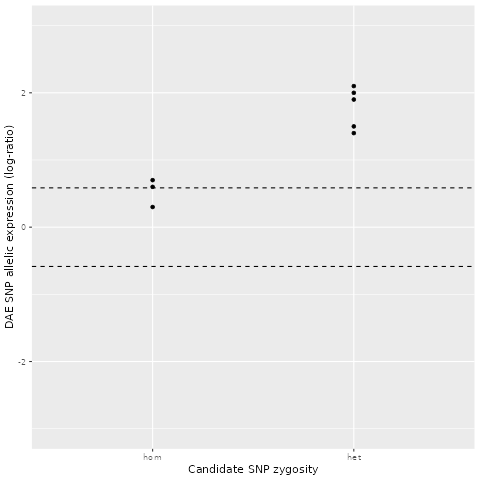 DAE SNP allelic expression (log-ratio)
2
0
-2
hom
het
Candidate SNP zygosity